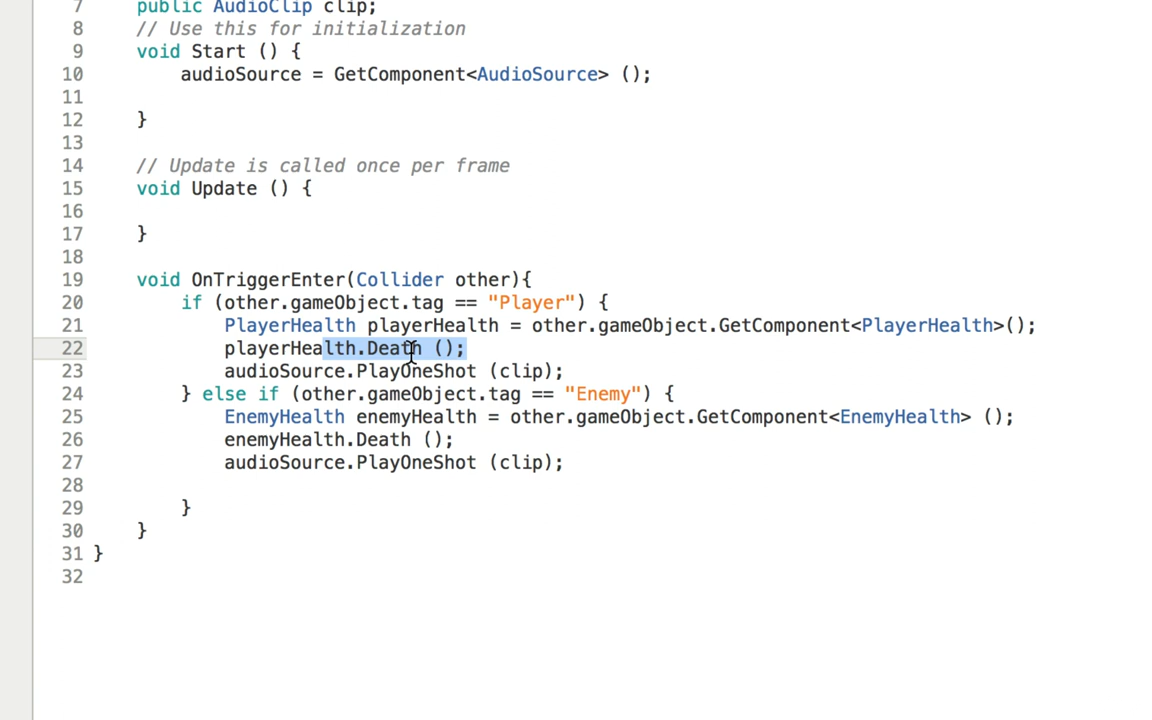 7 public AudioClip clip;
8 // Use this for initialization
9 void Start () {
10 audioSource = GetComponent<AudioSource> ();
11
12 }
13
14 // Update is called once per frame
15 void Update () {
16
17 }
18
19 void OnTriggerEnter(Collider other){
20 if (other.gameObject.tag == "Player") {
21 PlayerHealth playerHealth = other.gameObject.GetComponent<PlayerHealth>();
22 playerHealth.Death ();
23 audioSource.PlayOneShot (clip);
24 } else if (other.gameObject.tag == "Enemy") {
25 EnemyHealth enemyHealth = other.gameObject.GetComponent<EnemyHealth> ();
26 enemyHealth.Death ();
27 audioSource.PlayOneShot (clip);
28
29 }
30 }
31 }
32